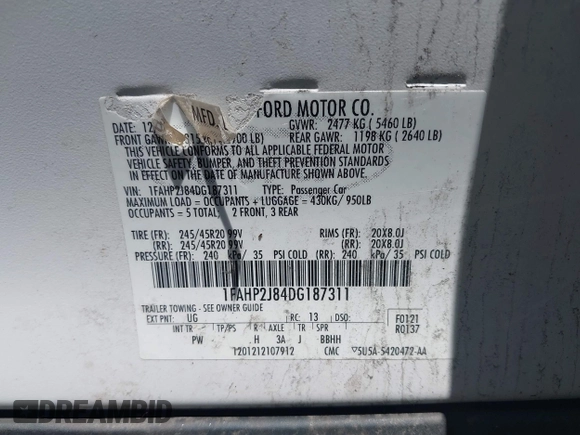 MFD. FORD MOTOR CO.
DATE: 12 GVWR: 2477 KG ( 5460 LB)
FRONT GAWR: 00 LB) REAR GAWR: 1198 KG ( 2640 LB)
THIS VEHICLE CONFORMS TO ALL APPLICABLE FEDERAL MOTOR
VEHICLE SAFETY, BUMPER, AND THEFT PREVENTION STANDARDS
IN EFFECT ON THE DATE OF MANUFACTURE SHOWN ABOVE.
VIN: 1FAHP2J84DG187311 TYPE: Passenger Car
MAXIMUM LOAD = OCCUPANTS + LUGGAGE = 430KG/ 950LB
OCCUPANTS = 5 TOTAL: 2 FRONT, 3 REAR
TIRE (FR): 245/45R20 99V RIMS (FR): 20X8.0J
(RR): 245/45R20 99V (RR): 20X8.0J
PRESSURE (FR): 240 kPa/ 35 PSI COLD (RR): 240 kPa/ 35 PSI COLD
1FAHP2J84DG187311
TRAILER TOWING - SEE OWNER GUIDE
EXT PNT: UG RC: 13 DSO: F0121
R0137
INT TR TP/PS R AXLE TR SPR
PW H 3A J BBHH
1201212107912 CMC 5U5A-5420472-AA
DREAMBID